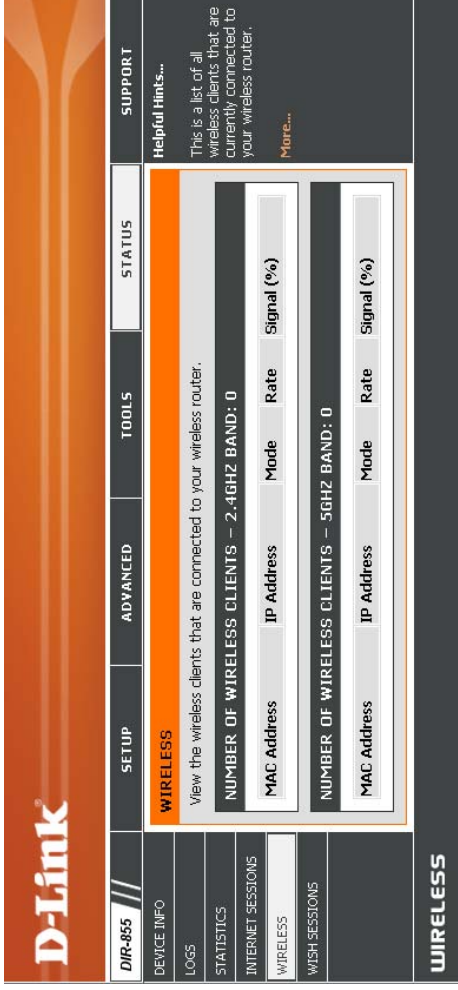 D-Link
DIR-855
SETUP
ADVANCED
TOOLS
STATUS
SUPPORT
DEVICE INFO
LOGS
STATISTICS
INTERNET SESSIONS
WIRELESS
WISH SESSIONS
WIRELESS
View the wireless clients that are connected to your wireless router.
NUMBER OF WIRELESS CLIENTS - 2.4GHZ BAND: 0
MAC Address IP Address Mode Rate Signal (%)
NUMBER OF WIRELESS CLIENTS - 5GHZ BAND: 0
MAC Address IP Address Mode Rate Signal (%)
Helpful Hints...
This is a list of all
wireless clients that are
currently connected to
your wireless router.
More...
WIRELESS